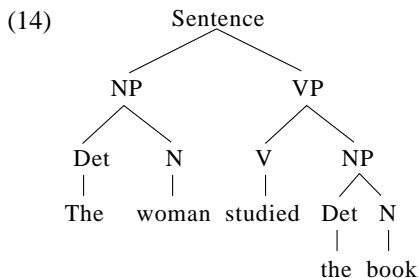 (14) Sentence
NP VP
Det N V NP
The woman studied Det N
the book